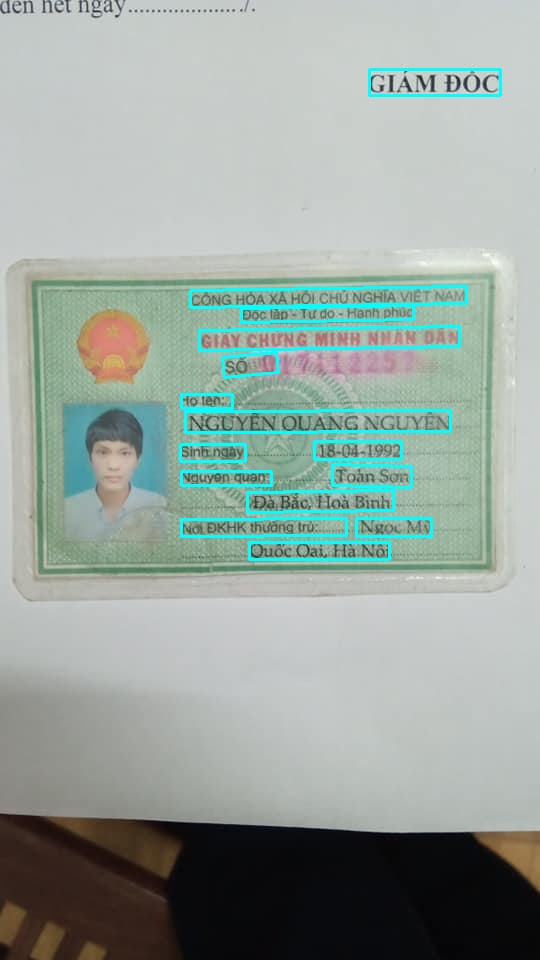 đến hết ngày..................../.
GIÁM ĐỐC
CỘNG HÒA XÃ HỘI CHỦ NGHĨA VIỆT NAM
Độc lập - Tự do - Hạnh phúc
GIẤY CHỨNG MINH NHÂN DÂN
SỐ
Họ tên:
NGUYỄN QUANG NGUYÊN
Sinh ngày 18-04-1992
Nguyên quán: Toàn Sơn
Đà Bắc, Hoà Bình
Nơi ĐKHK thường trú: Ngọc Mỹ
Quốc Oai, Hà Nội